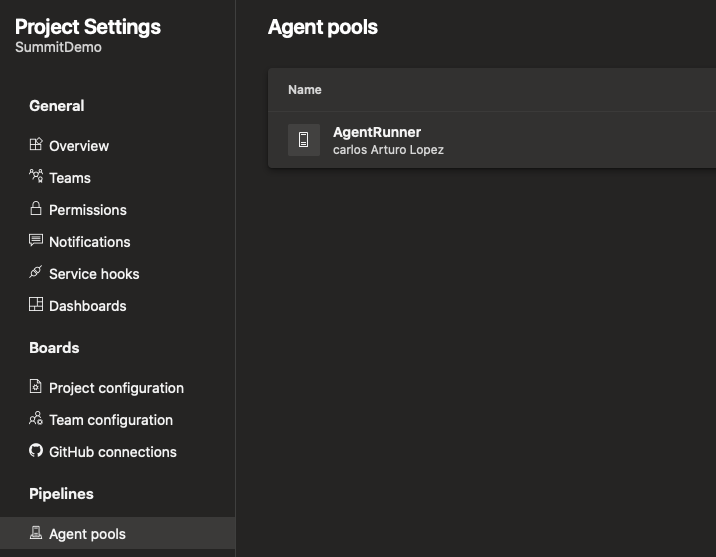 Project Settings
SummitDemo
General
Overview
Teams
Permissions
Notifications
Service hooks
Dashboards
Boards
Project configuration
Team configuration
GitHub connections
Pipelines
Agent pools
Agent pools
Name
AgentRunner
carlos Arturo Lopez